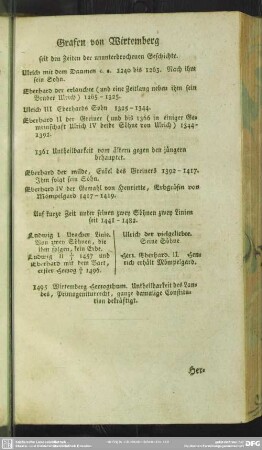 Grafen von Wirtemberg
seit den Zeiten der ununterbrochenen Geschichte.
Ulrich mit dem Daumen c. a. 1240 bis 1265. Nach ihm
sein Sohn.
Eberhard der erlauchte (und eine Zeitlang neben ihm sein
Bruder Ulrich) 1265 - 1325.
Ulrich III Eberhards Sohn 1325 - 1344.
Eberhard II der Greiner (und bis 1366 in einiger Ge-
meinschaft Ulrich IV beide Söhne von Ulrich) 1344-
1392.
1361 Untheilbarkeit vom ältern gegen den jüngern
behauptet.
Eberhard der milde, Enkel des Greiners 1392 - 1417.
Ihm folgt sein Sohn.
Eberhard IV der Gemahl von Henriette, Erbgräfin von
Mömpelgard 1417 - 1419.
Auf kurze Zeit unter seinen zwey Söhnen zwey Linien
seit 1441 - 1482.
Ludwig I. Uracher Linie.
Von zwey Söhnen, die
ihm folgen, sein Erbe.
Ludwig II † 1457 und
Eberhard mit dem Bart,
erster Herzog † 1496.
Ulrich der vielgeliebte.
Seine Söhne
Herz. Eberhard. II. Hen-
rich erhält Mömpelgard.
1495 Wirtemberg Herzogthum. Untheilbarkeit des Lan-
des, Primogeniturrecht, ganze damalige Constitu-
tion bekräftigt.
Her-